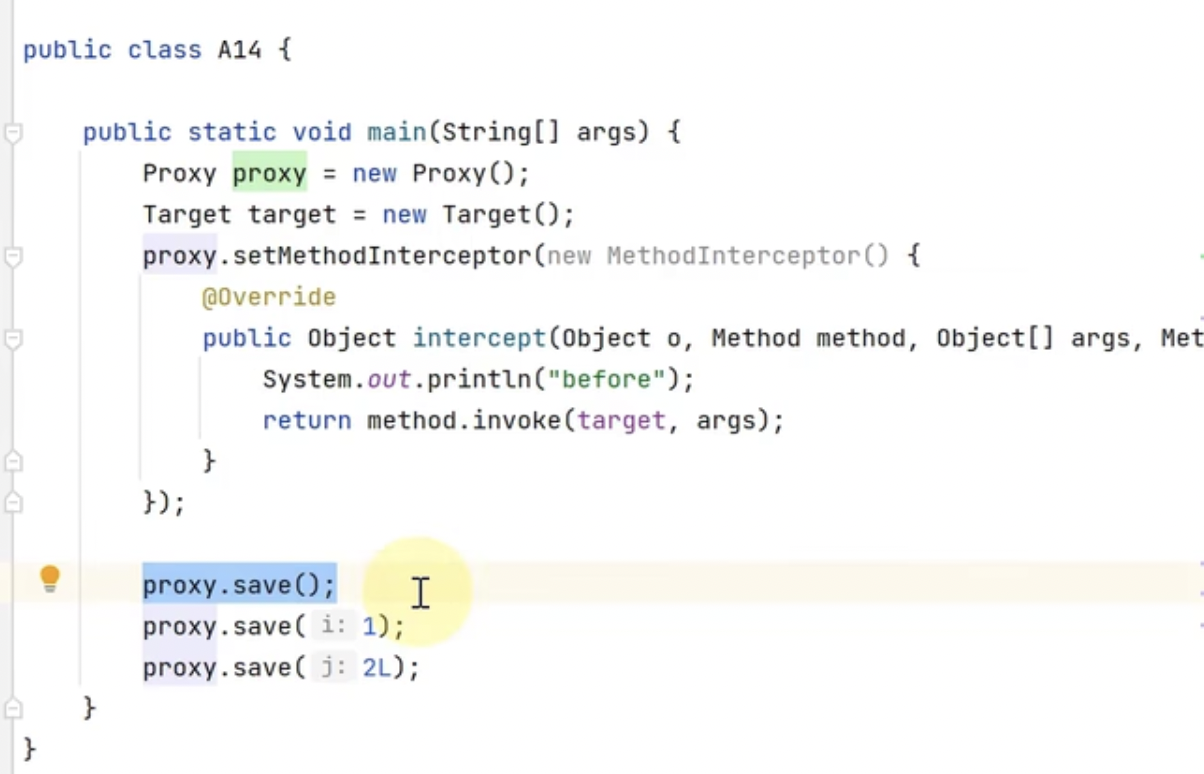 public class A14 {
public static void main(String[] args) {
Proxy proxy = new Proxy();
Target target = new Target();
proxy.setMethodInterceptor(new MethodInterceptor() {
@Override
public Object intercept(Object o, Method method, Object[] args, Met
System.out.println("before");
return method.invoke(target, args);
}
});
proxy.save();
proxy.save( i: 1);
proxy.save( j: 2L);
}
}